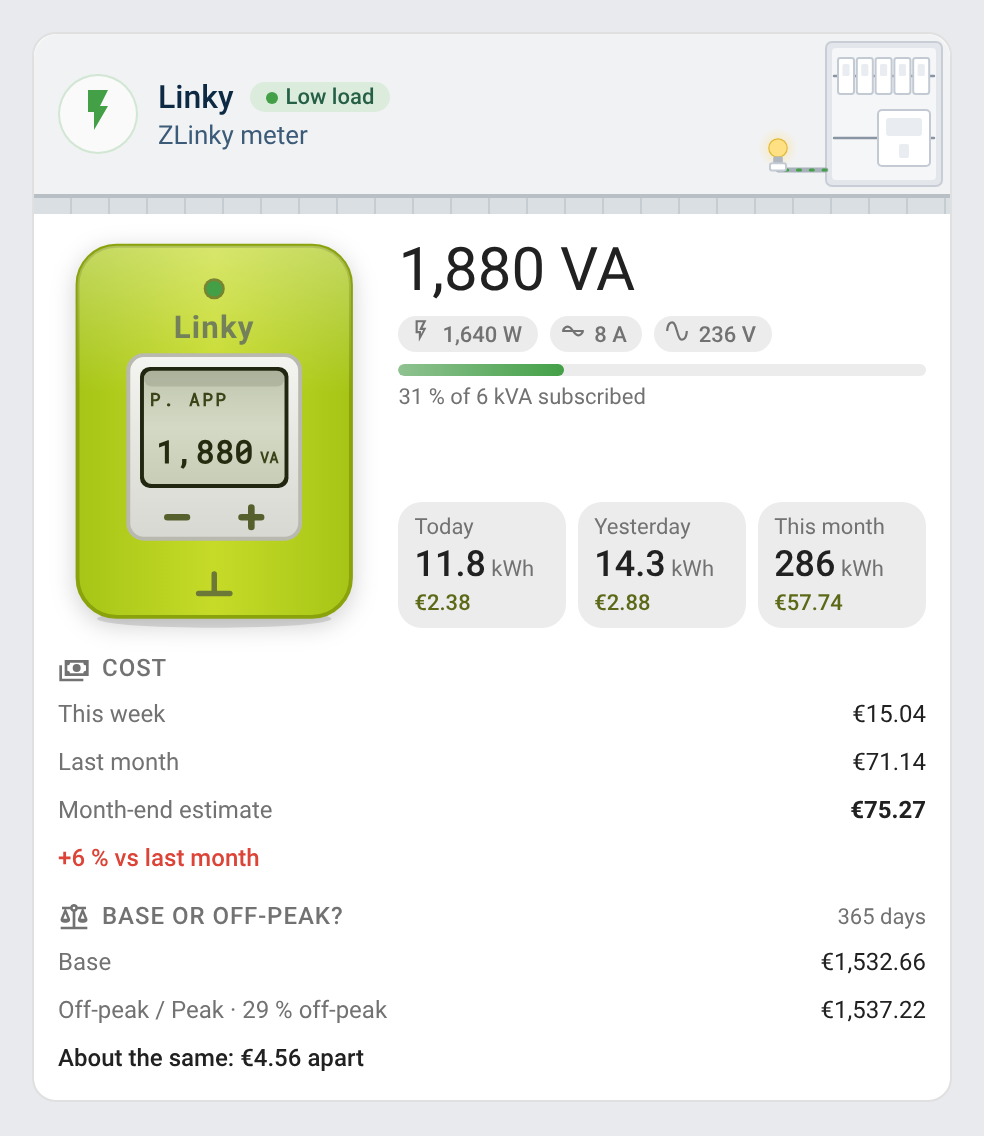 Linky
Low load
ZLinky meter
Linky
P. APP
1,880 VA
1,880 VA
1,640 W
8 A
236 V
31 % of 6 kVA subscribed
Today
11.8 kWh
€2.38
Yesterday
14.3 kWh
€2.88
This month
286 kWh
€57.74
COST
This week €15.04
Last month €71.14
Month-end estimate €75.27
+6 % vs last month
BASE OR OFF-PEAK? 365 days
Base €1,532.66
Off-peak / Peak · 29 % off-peak €1,537.22
About the same: €4.56 apart